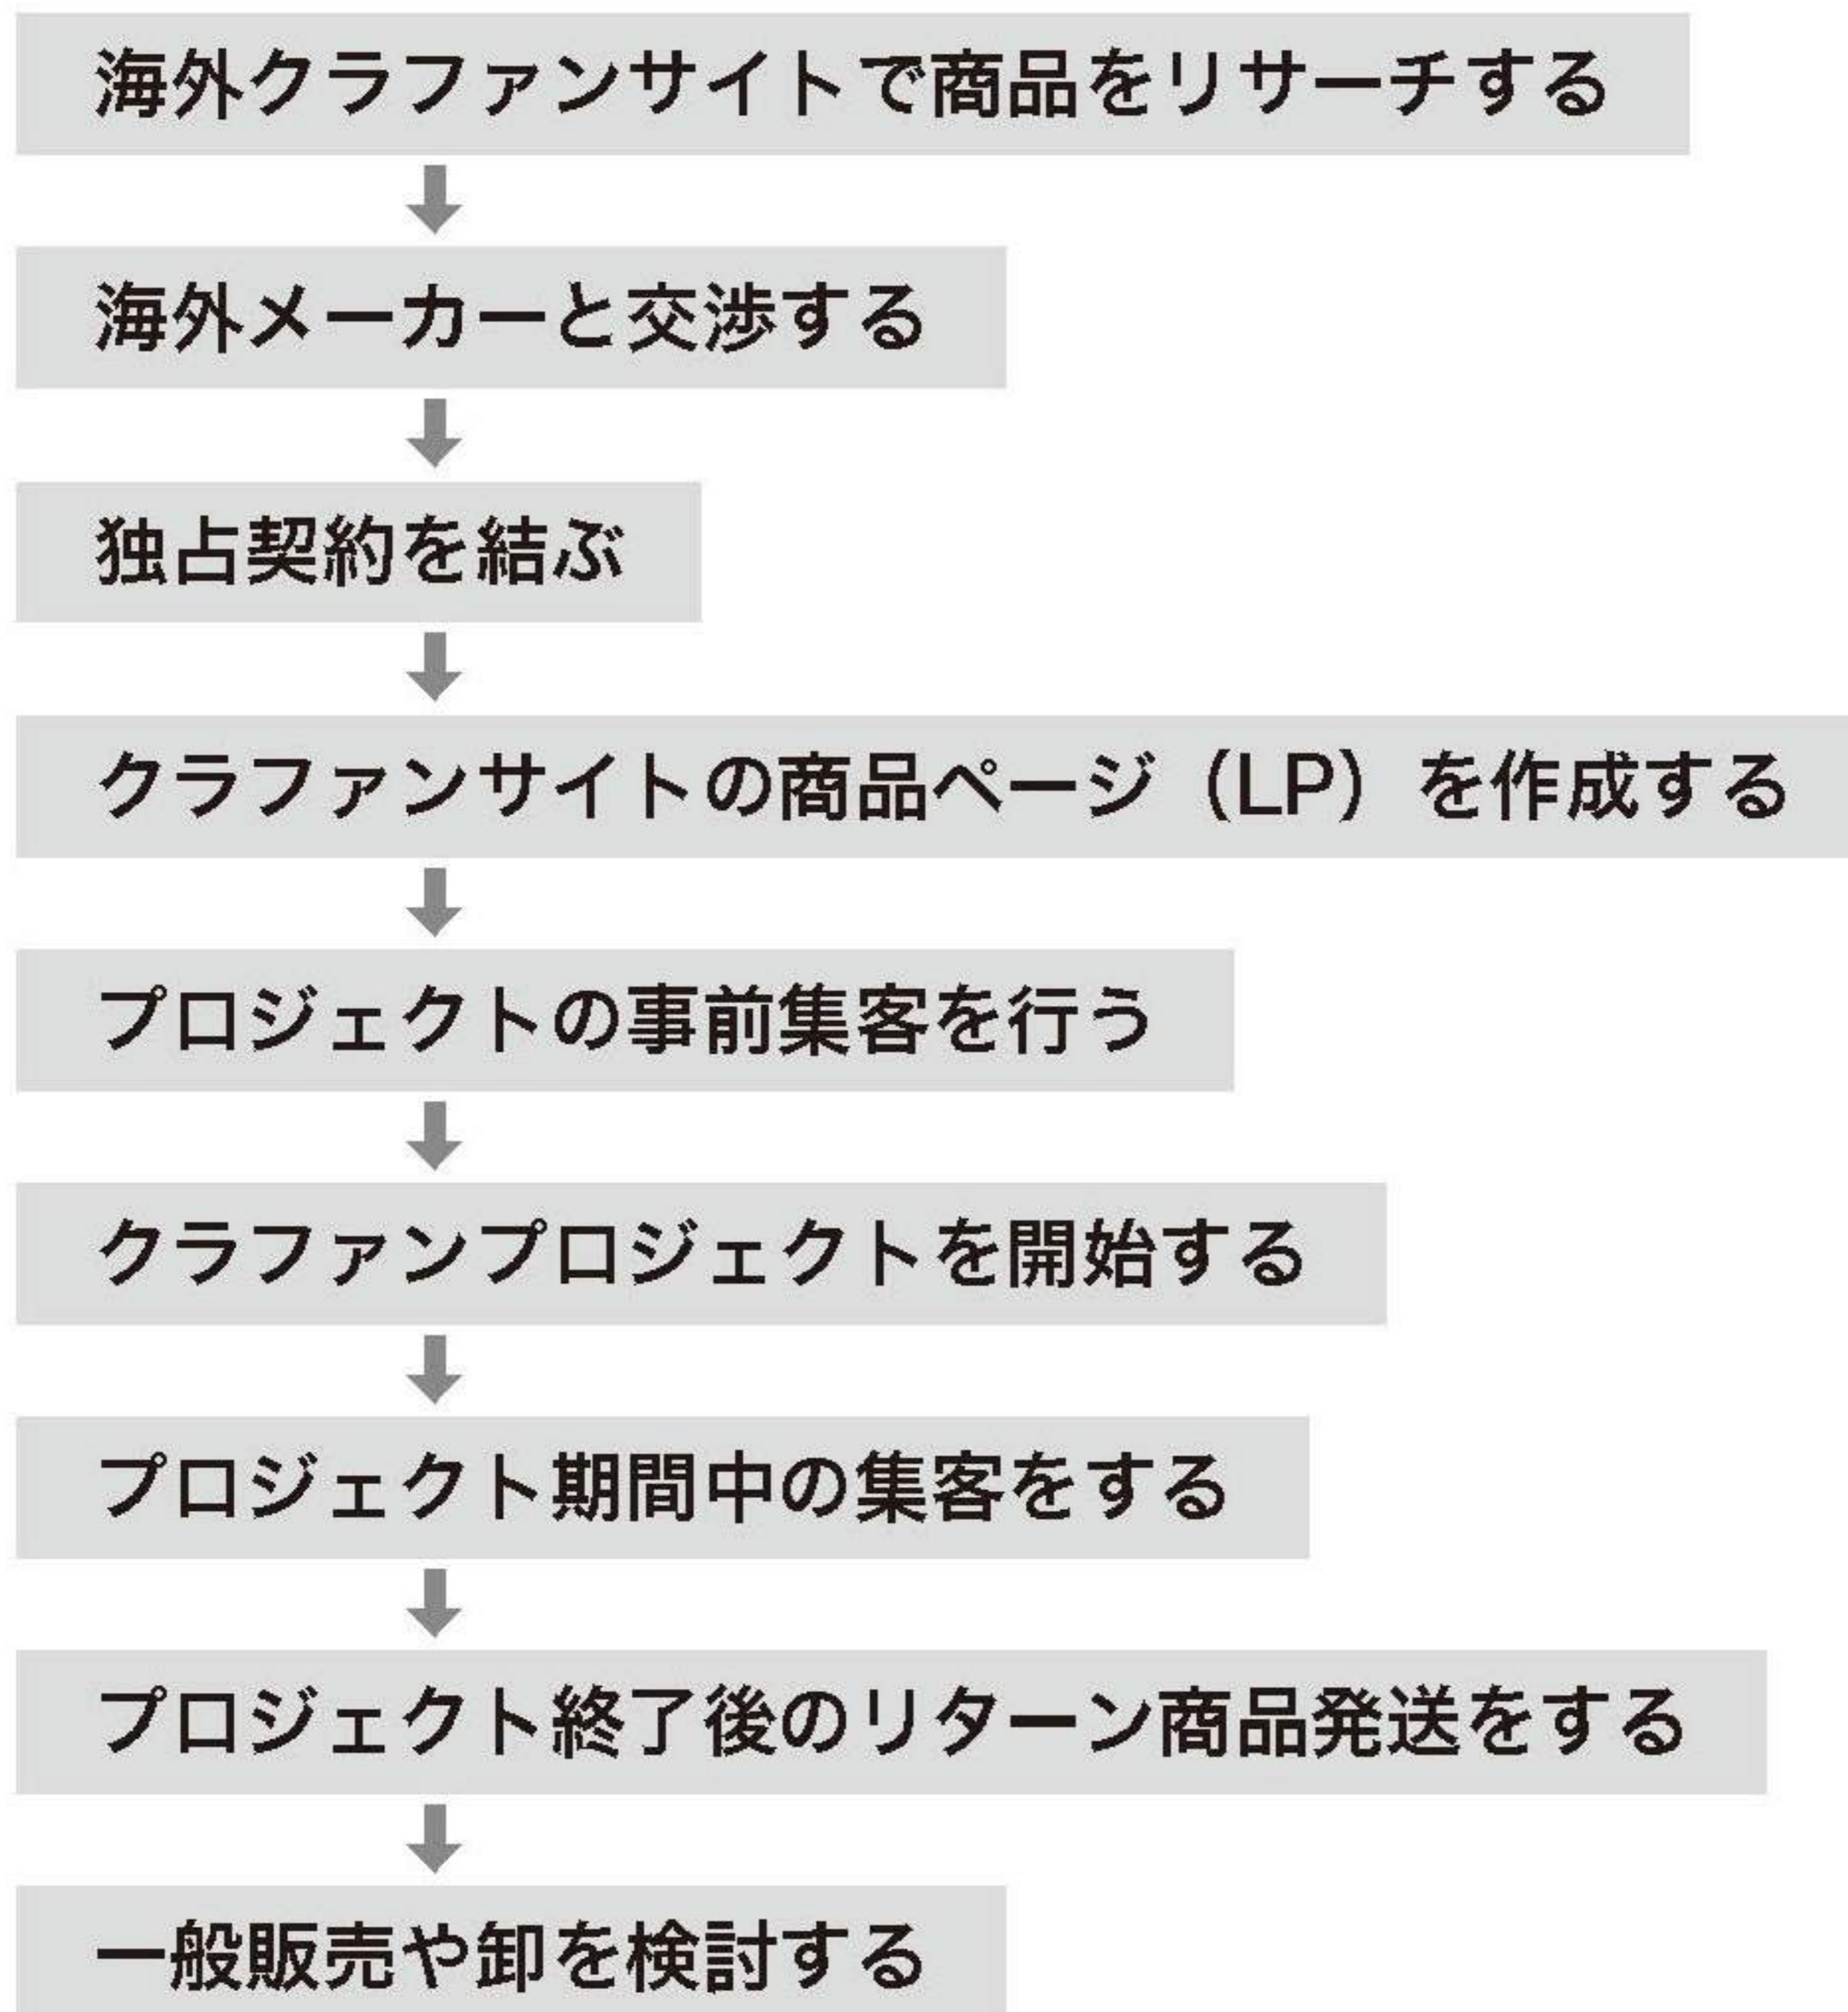 海外クラファンサイトで商品をリサーチする
海外メーカーと交渉する
独占契約を結ぶ
クラファンサイトの商品ページ（LP）を作成する
プロジェクトの事前集客を行う
クラファンプロジェクトを開始する
プロジェクト期間中の集客をする
プロジェクト終了後のリターン商品発送をする
一般販売や卸を検討する